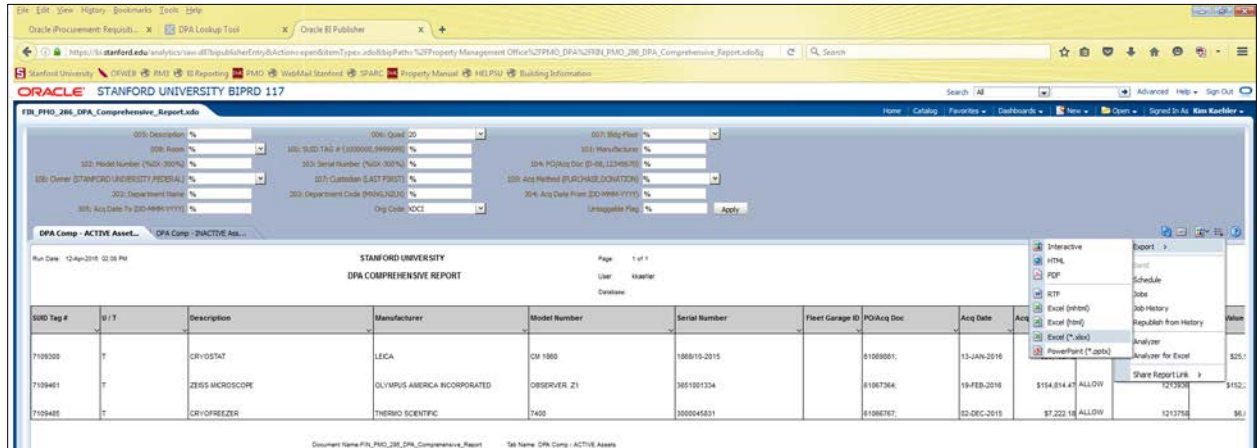 File Edit View History Bookmarks Tools Help
Oracle iProcurement: Requisiti... DPA Lookup Tool Oracle BI Publisher
stanford.edu Search
Stanford University OFWEB RM3 BI Reporting PMO WebMail Stanford SPARC Property Manual HELPSU Building Information
ORACLE STANFORD UNIVERSITY BIPRD 117 Search All Advanced Help Sign Out
FIN_PMO_286_DPA_Comprehensive_Report.xdo Home Catalog Favorites Dashboards New Open Signed In As Kim Kaehler
005: Description % 006: Quad 20 007: Bldg-Floor %
008: Room % 100: SUID TAG # % 101: Manufacturer %
102: Model Number (%GX-300%) % 103: Serial Number (%GX-300%) % 104: PO/Acq Doc %
106: Owner (STANFORD UNIVERSITY,FEDERAL) % 107: Custodian (LAST FIRST) % 109: Acq Method (PURCHASE,DONATION) %
202: Department Name % 203: Department Code % 304: Acq Date From (DD-MMM-YYYY) %
305: Acq Date To (DD-MMM-YYYY) % Org Code XDCI Untaggable Flag % Apply
DPA Comp - ACTIVE Asset... DPA Comp - INACTIVE Ass...
Run Date: 12-Apr-2016 02:08 PM STANFORD UNIVERSITY Page 1 of 1
DPA COMPREHENSIVE REPORT User kkaehler
Database
SUID Tag # U / T Description Manufacturer Model Number Serial Number Fleet Garage ID PO/Acq Doc Acq Date Acq Value
7109300 T CRYOSTAT LEICA CM 1860 1868/10-2015 61069881; 13-JAN-2016 $25,
7109461 T ZEISS MICROSCOPE OLYMPUS AMERICA INCORPORATED OBSERVER Z1 3651001334 61067364; 19-FEB-2016 $154,814.47 ALLOW 1213936 $152,
7109485 T CRYOFREEZER THERMO SCIENTIFIC 7400 3000045831 61066767; 02-DEC-2015 $7,222.18 ALLOW 1213758 $6,
Interactive
HTML
PDF
RTF
Excel (mhtml)
Excel (html)
Excel (*.xlsx)
PowerPoint (*.pptx)
Export
Send
Schedule
Jobs
Job History
Republish from History
Analyzer
Analyzer for Excel
Share Report Link
Document Name:FIN_PMO_286_DPA_Comprehensive_Report Tab Name: DPA Comp - ACTIVE Assets